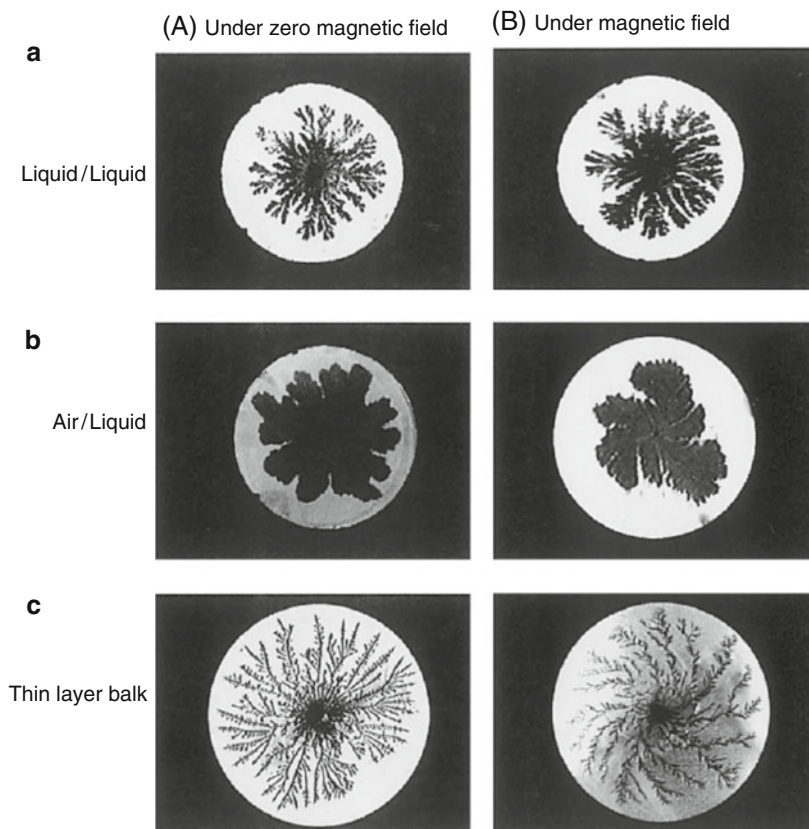 (A) Under zero magnetic field
(B) Under magnetic field
a
Liquid/Liquid
b
Air/Liquid
c
Thin layer balk